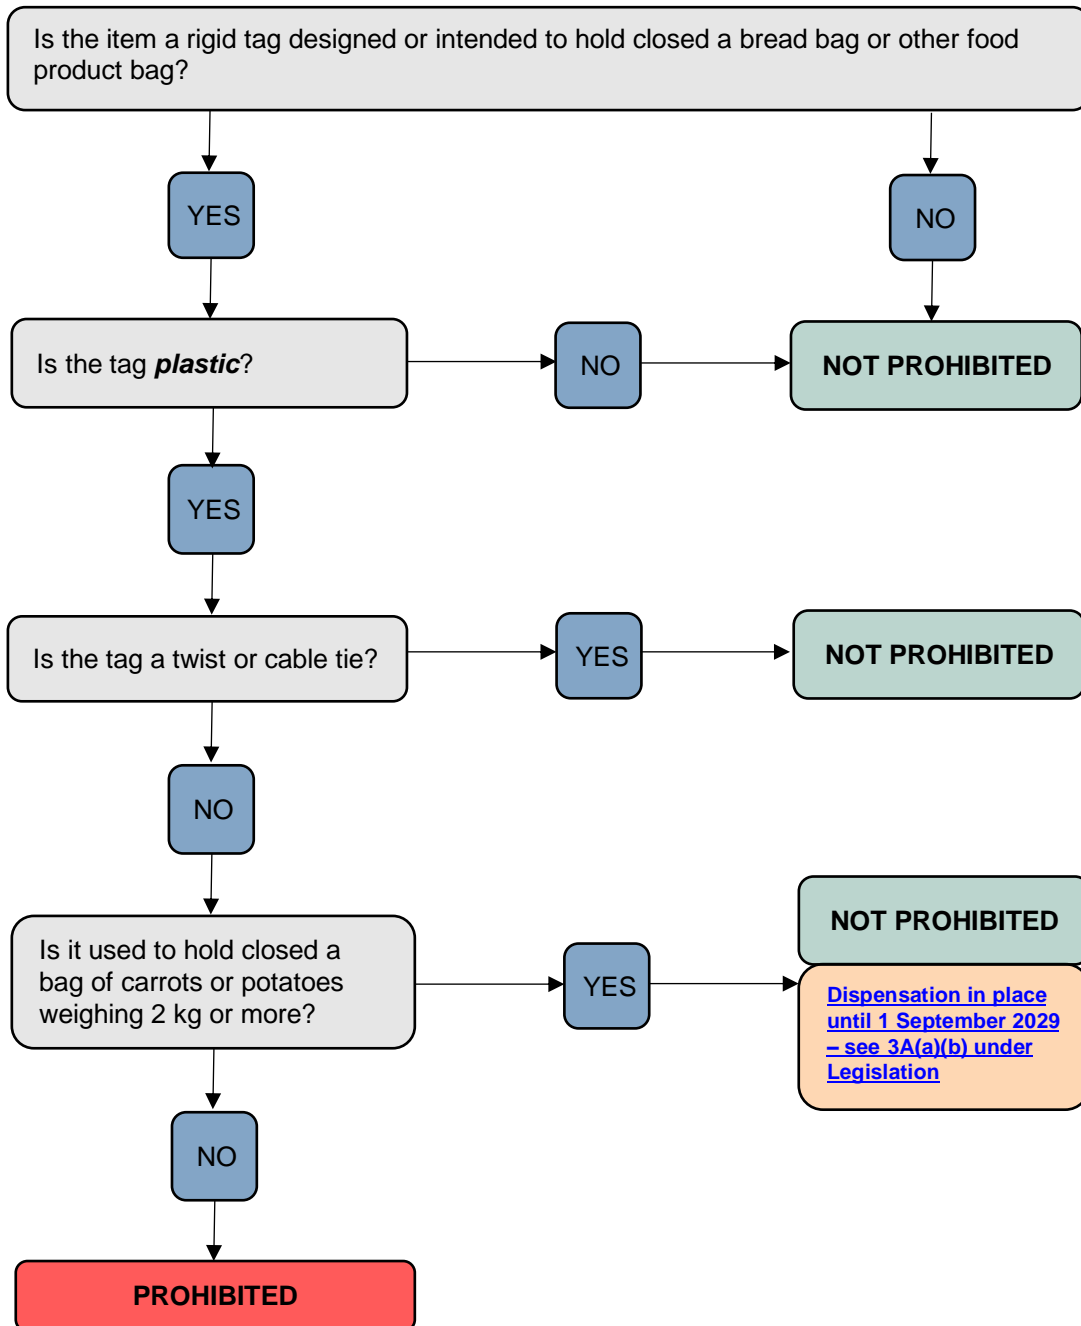 Is the item a rigid tag designed or intended to hold closed a bread bag or other food
product bag?
YES
NO
Is the tag plastic?
NO
NOT PROHIBITED
YES
Is the tag a twist or cable tie?
YES
NOT PROHIBITED
NO
Is it used to hold closed a
bag of carrots or potatoes
weighing 2 kg or more?
YES
NOT PROHIBITED
Dispensation in place
until 1 September 2029
– see 3A(a)(b) under
Legislation
NO
PROHIBITED